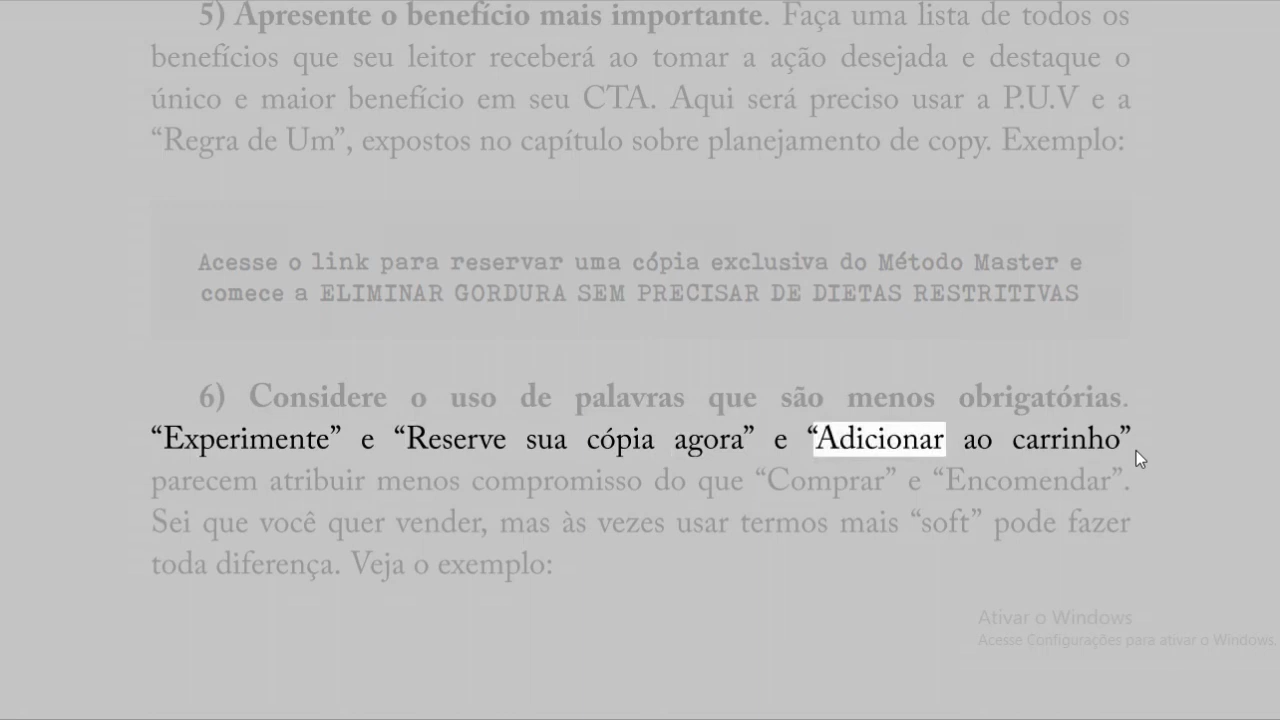 5) Apresente o benefício mais importante. Faça uma lista de todos os
benefícios que seu leitor receberá ao tomar a ação desejada e destaque o
único e maior benefício em seu CTA. Aqui será preciso usar a P.U.V e a
“Regra de Um”, expostos no capítulo sobre planejamento de copy. Exemplo:
Acesse o link para reservar uma cópia exclusiva do Método Master e
comece a ELIMINAR GORDURA SEM PRECISAR DE DIETAS RESTRITIVAS
6) Considere o uso de palavras que são menos obrigatórias.
“Experimente” e “Reserve sua cópia agora” e “Adicionar ao carrinho”
parecem atribuir menos compromisso do que “Comprar” e “Encomendar”.
Sei que você quer vender, mas às vezes usar termos mais “soft” pode fazer
toda diferença. Veja o exemplo:
Ativar o Windows
Acesse Configurações para ativar o Windows.